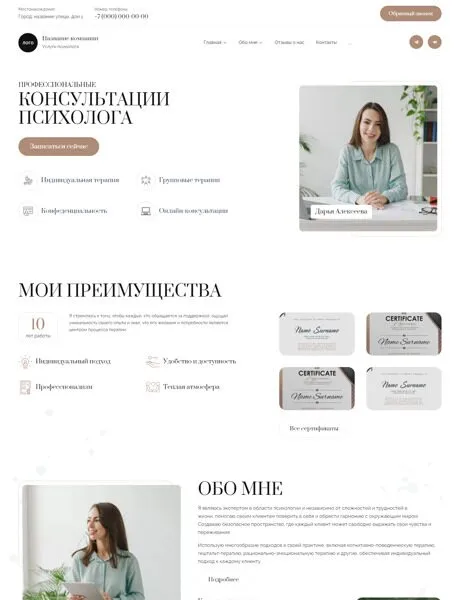 Местонахождение
Город, название улицы, дом у
Номер телефона
+7 (000) 000-00-00
Обратный звонок
ЛОГО
Название компании
Услуги психолога
Главная
Обо мне
Отзывы о нас
Контакты
...
ПРОФЕССИОНАЛЬНЫЕ
КОНСУЛЬТАЦИИ
ПСИХОЛОГА
Записаться сейчас
Индивидуальная терапия
Групповые терапии
Конфеденциальность
Онлайн консультации
Дарья Алексеева
МОИ ПРЕИМУЩЕСТВА
10
лет работы
Я стремлюсь к тому, чтобы каждый, кто обращается за поддержкой, ощущал
уникальность своего опыта и знал, что его желания и потребности являются
центром процесса терапии.
Индивидуальный подход
Удобство и доступность
Профессионализм
Теплая атмосфера
Name Surname
CERTIFICATE
Name Surname
CERTIFICATE
Name Surname
Name Surname
Все сертификаты
ОБО МНЕ
Я являюсь экспертом в области психологии и независимо от сложностей и трудностей в
жизни, помогаю своим клиентам поверить в себя и обрести гармонию с окружающим миром.
Создаваю безопасное пространство, где каждый клиент может свободно выражать свои чувства и
переживания.
Использую многообразие подходов в своей практике, включая когнитивно-поведенческую терапию,
гештальт-терапию, рационально-эмоциональную терапию и другие, обеспечивая индивидуальный
подход к каждому клиенту.
Подробнее